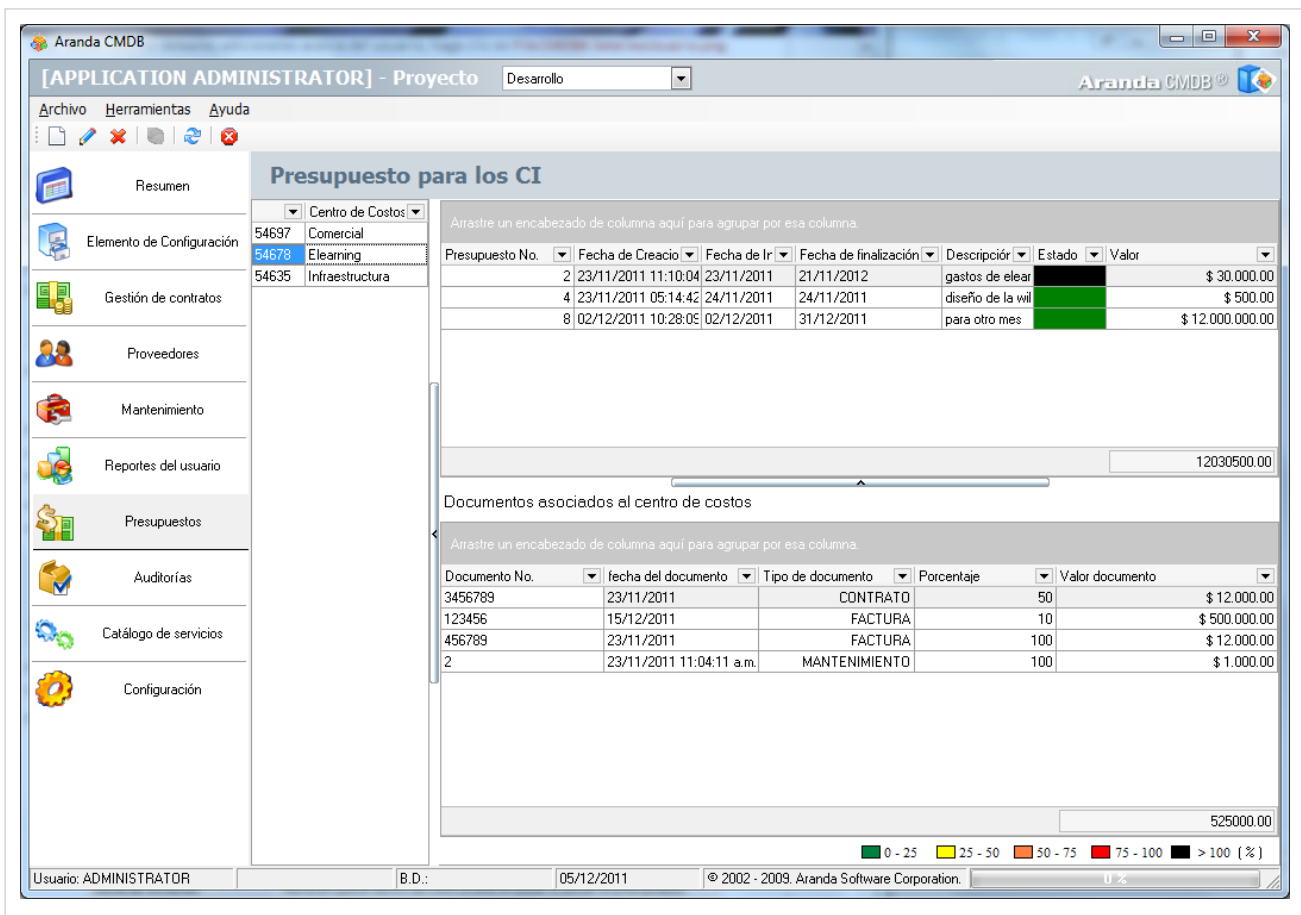 Aranda CMDB
[APPLICATION ADMINISTRATOR] - Proyecto Desarrollo Aranda CMDB ®
Archivo Herramientas Ayuda
Presupuesto para los CI
Resumen
Elemento de Configuración
Gestión de contratos
Proveedores
Mantenimiento
Reportes del usuario
Presupuestos
Auditorías
Catálogo de servicios
Configuración
Centro de Costos
54697 Comercial
54678 Elearning
54635 Infraestructura
Arrastre un encabezado de columna aquí para agrupar por esa columna.
Presupuesto No. Fecha de Creacio Fecha de Ir Fecha de finalización Descripciór Estado Valor
2 23/11/2011 11:10:04 23/11/2011 21/11/2012 gastos de elear $ 30.000.00
4 23/11/2011 05:14:42 24/11/2011 24/11/2011 diseño de la wil $ 500.00
8 02/12/2011 10:28:09 02/12/2011 31/12/2011 para otro mes $ 12.000.000.00
12030500.00
Documentos asociados al centro de costos
Arrastre un encabezado de columna aquí para agrupar por esa columna.
Documento No. fecha del documento Tipo de documento Porcentaje Valor documento
3456789 23/11/2011 CONTRATO 50 $ 12.000.00
123456 15/12/2011 FACTURA 10 $ 500.000.00
456789 23/11/2011 FACTURA 100 $ 12.000.00
2 23/11/2011 11:04:11 a.m. MANTENIMIENTO 100 $ 1.000.00
525000.00
0 - 25 25 - 50 50 - 75 75 - 100 > 100 (%)
Usuario: ADMINISTRATOR B.D.: 05/12/2011 © 2002 - 2009. Aranda Software Corporation. 0 %